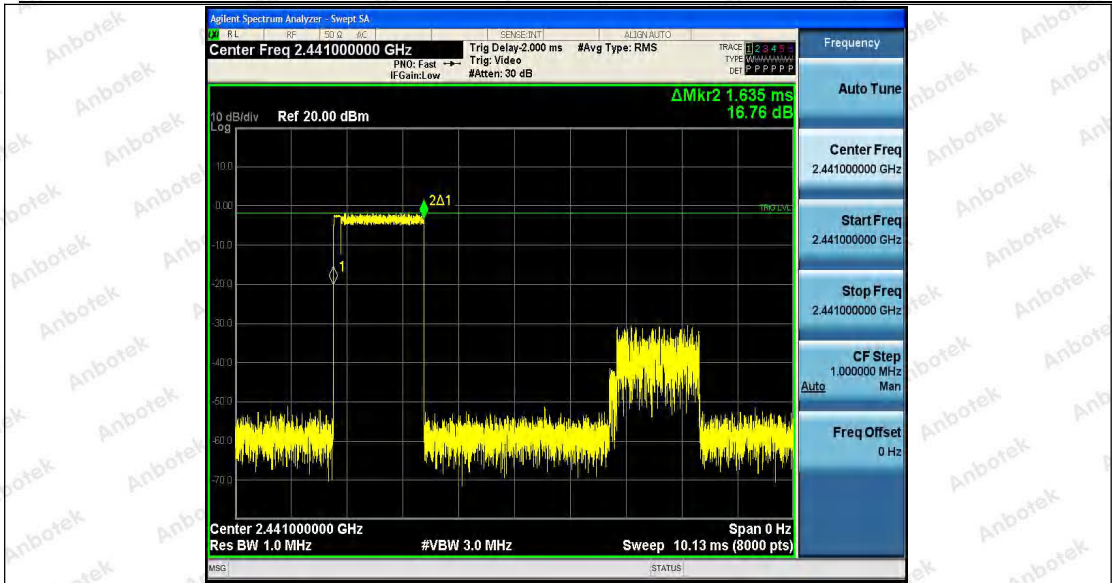 Agilent Spectrum Analyzer - Swept SA
RL RF 50 Ω AC SENSE:INT ALIGN AUTO
Center Freq 2.441000000 GHz
PNO: Fast
IFGain:Low
Trig Delay-2.000 ms
Trig: Video
#Atten: 30 dB
#Avg Type: RMS
TRACE 1 2 3 4 5 6
TYPE
DET P P P P P P
ΔMkr2 1.635 ms
16.76 dB
10 dB/div Ref 20.00 dBm
Log
10.0
0.00
-10.0
-20.0
-30.0
-40.0
-50.0
-60.0
-70.0
2Δ1
TRIG LVL
1
Center 2.441000000 GHz
Span 0 Hz
Res BW 1.0 MHz
#VBW 3.0 MHz
Sweep 10.13 ms (8000 pts)
MSG
STATUS
Frequency
Auto Tune
Center Freq
2.441000000 GHz
Start Freq
2.441000000 GHz
Stop Freq
2.441000000 GHz
CF Step
1.000000 MHz
Auto Man
Freq Offset
0 Hz
Anbotek